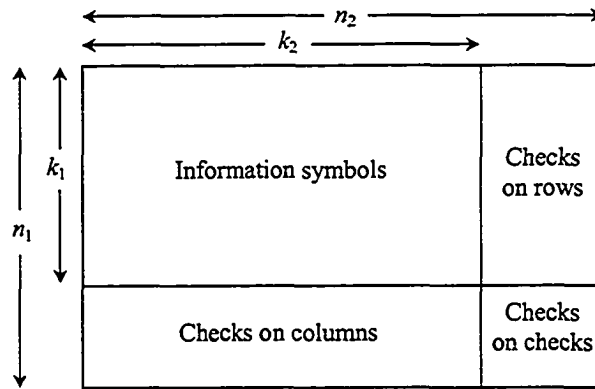 n₂
k₂
k₁
n₁
Information symbols
Checks
on rows
Checks on columns
Checks
on checks